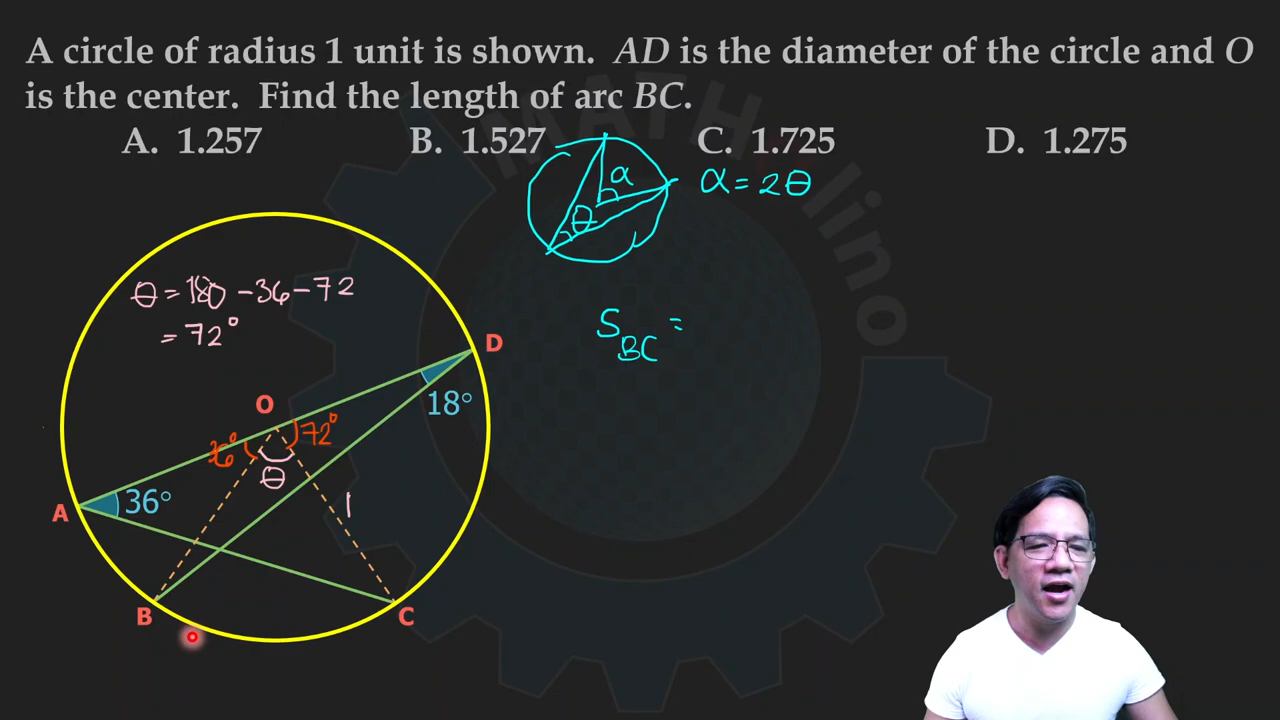 A circle of radius 1 unit is shown. AD is the diameter of the circle and O
is the center. Find the length of arc BC.
A. 1.257 B. 1.527 C. 1.725 D. 1.275
MATHalino
α
θ
α = 2θ
θ = 180 - 36 - 72
= 72°
S_BC =
D
18°
O
36°
72°
θ
A
36°
1
B
C